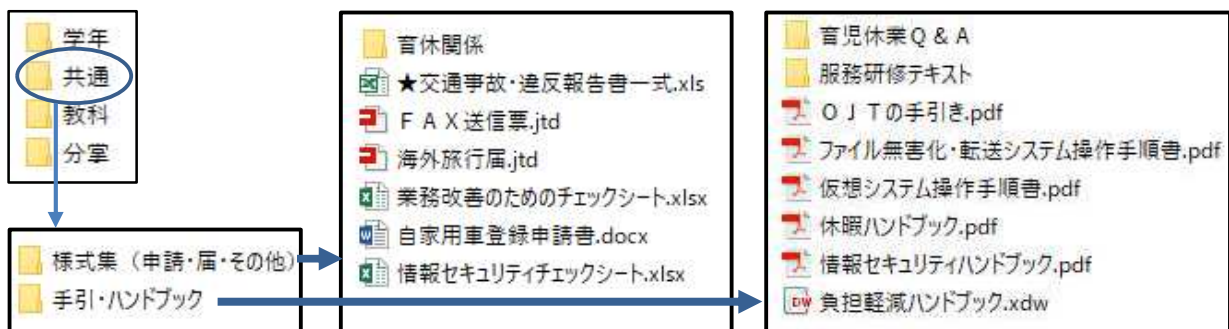 学年
共通
教科
分掌
様式集（申請・届・その他）
手引・ハンドブック
育休関係
★交通事故・違反報告書一式.xls
ＦＡＸ送信票.jtd
海外旅行届.jtd
業務改善のためのチェックシート.xlsx
自家用車登録申請書.docx
情報セキュリティチェックシート.xlsx
育児休業Ｑ＆Ａ
服務研修テキスト
ＯＪＴの手引き.pdf
ファイル無害化・転送システム操作手順書.pdf
仮想システム操作手順書.pdf
休暇ハンドブック.pdf
情報セキュリティハンドブック.pdf
負担軽減ハンドブック.xdw